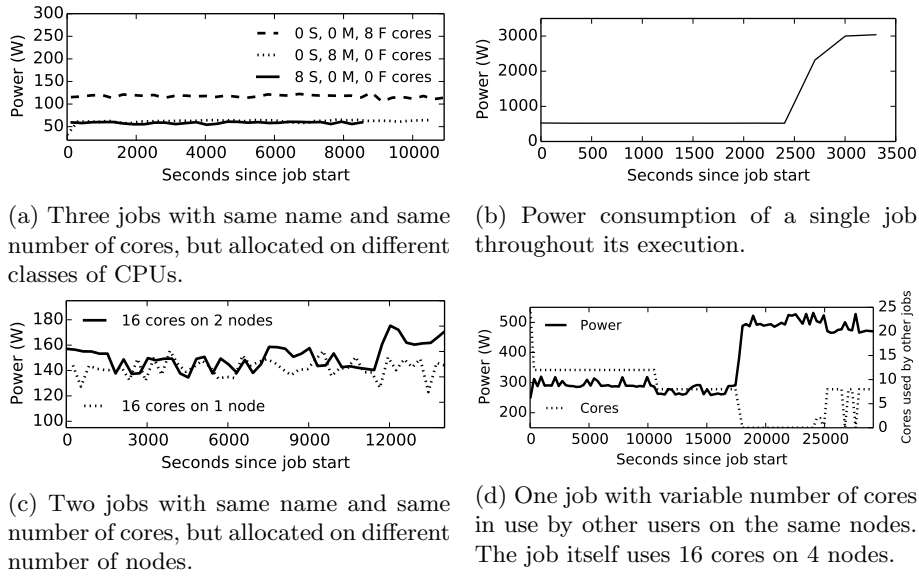 300
250
200
150
100
50
Power (W)
0 S, 0 M, 8 F cores
0 S, 8 M, 0 F cores
8 S, 0 M, 0 F cores
0 2000 4000 6000 8000 10000
Seconds since job start
(a) Three jobs with same name and same
number of cores, but allocated on different
classes of CPUs.
3000
2000
1000
0
Power (W)
0 500 1000 1500 2000 2500 3000 3500
Seconds since job start
(b) Power consumption of a single job
throughout its execution.
180
160
140
120
100
Power (W)
16 cores on 2 nodes
16 cores on 1 node
0 3000 6000 9000 12000
Seconds since job start
(c) Two jobs with same name and same
number of cores, but allocated on different
number of nodes.
500
400
300
200
Power (W)
Power
Cores
25
20
15
10
5
0
Cores used by other jobs
0 5000 10000 15000 20000 25000
Seconds since job start
(d) One job with variable number of cores
in use by other users on the same nodes.
The job itself uses 16 cores on 4 nodes.